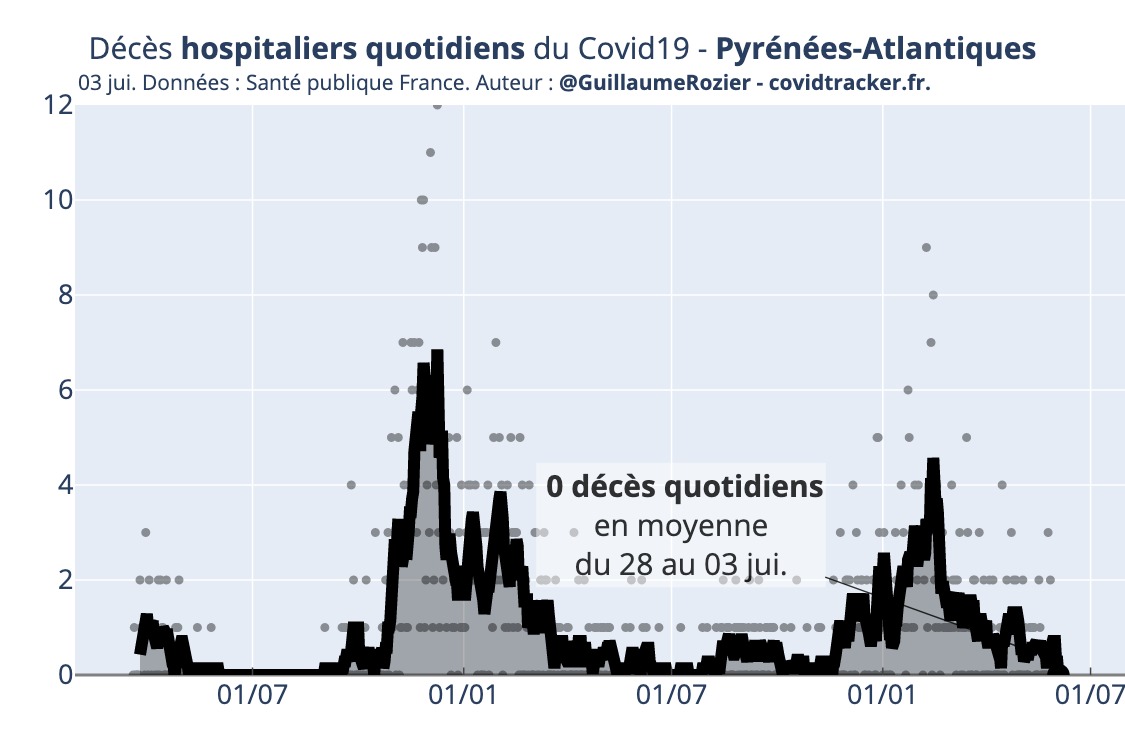 Décès hospitaliers quotidiens du Covid19 - Pyrénées-Atlantiques
03 jui. Données : Santé publique France. Auteur : @GuillaumeRozier - covidtracker.fr.
12
10
8
6
4
2
0
0 décès quotidiens
en moyenne
du 28 au 03 jui.
01/07 01/01 01/07 01/01 01/07